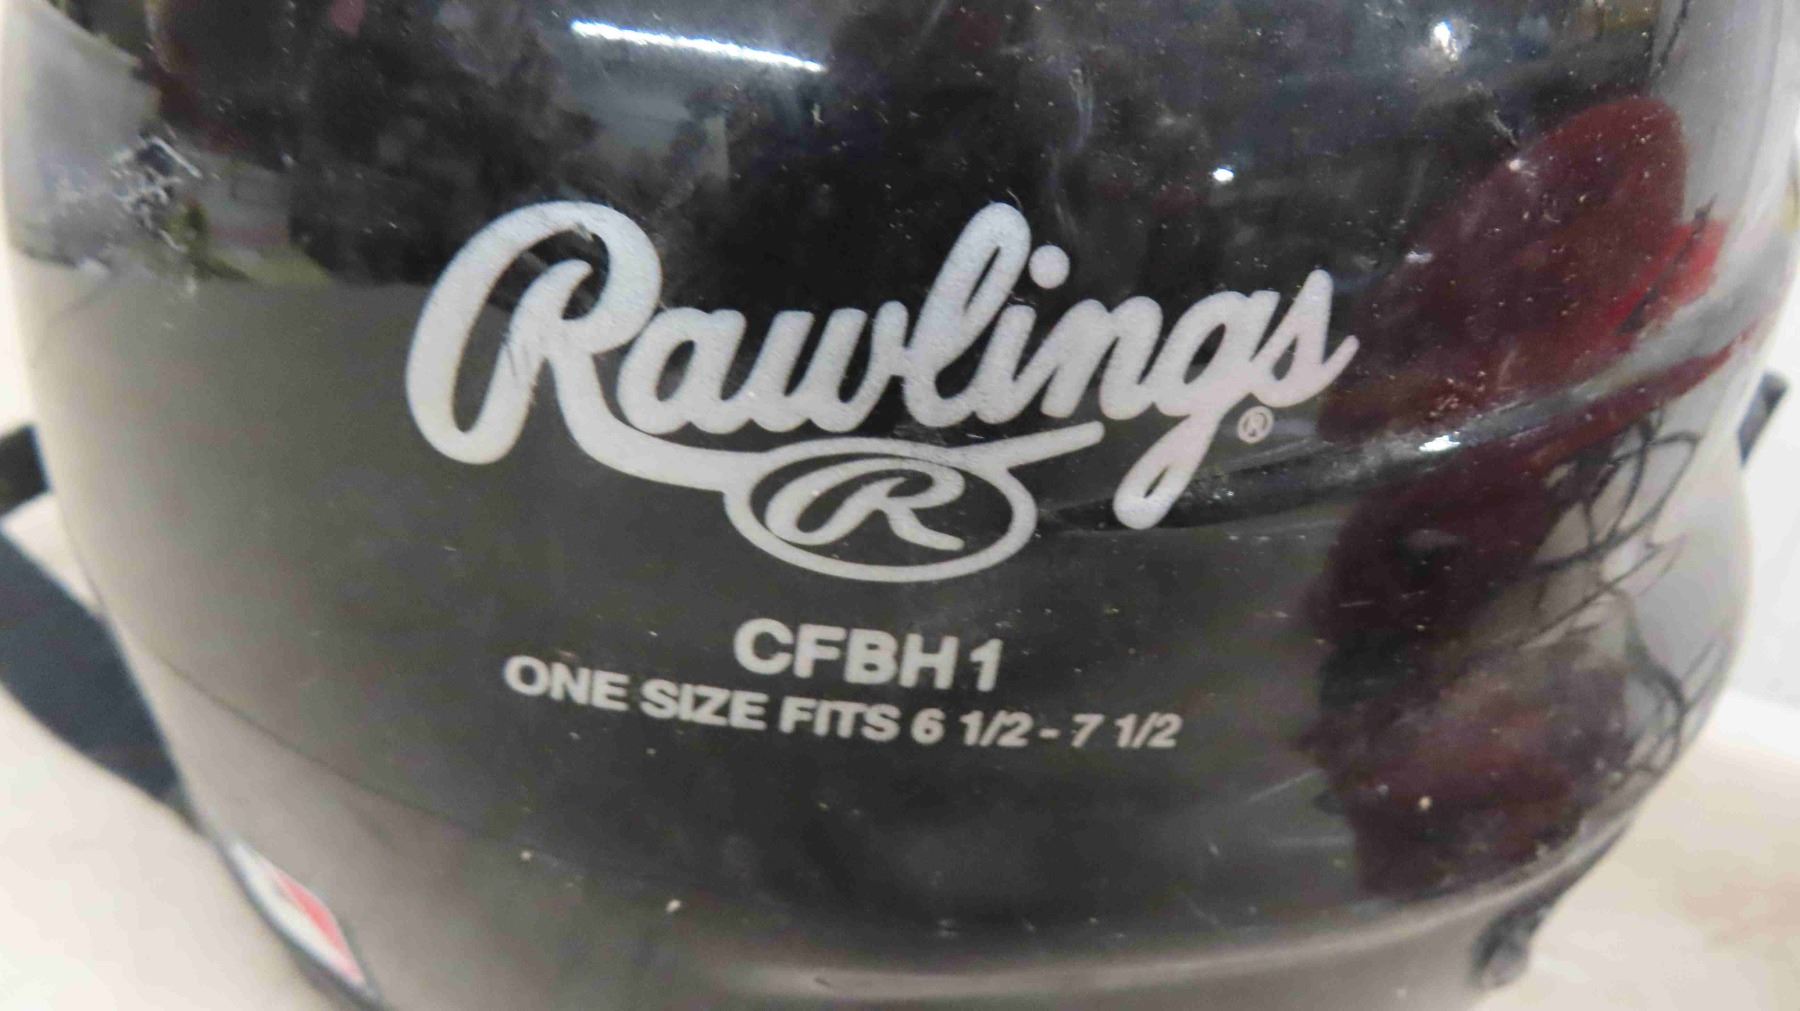 Rawlings®
R
CFBH1
ONE SIZE FITS 6 1/2 - 7 1/2